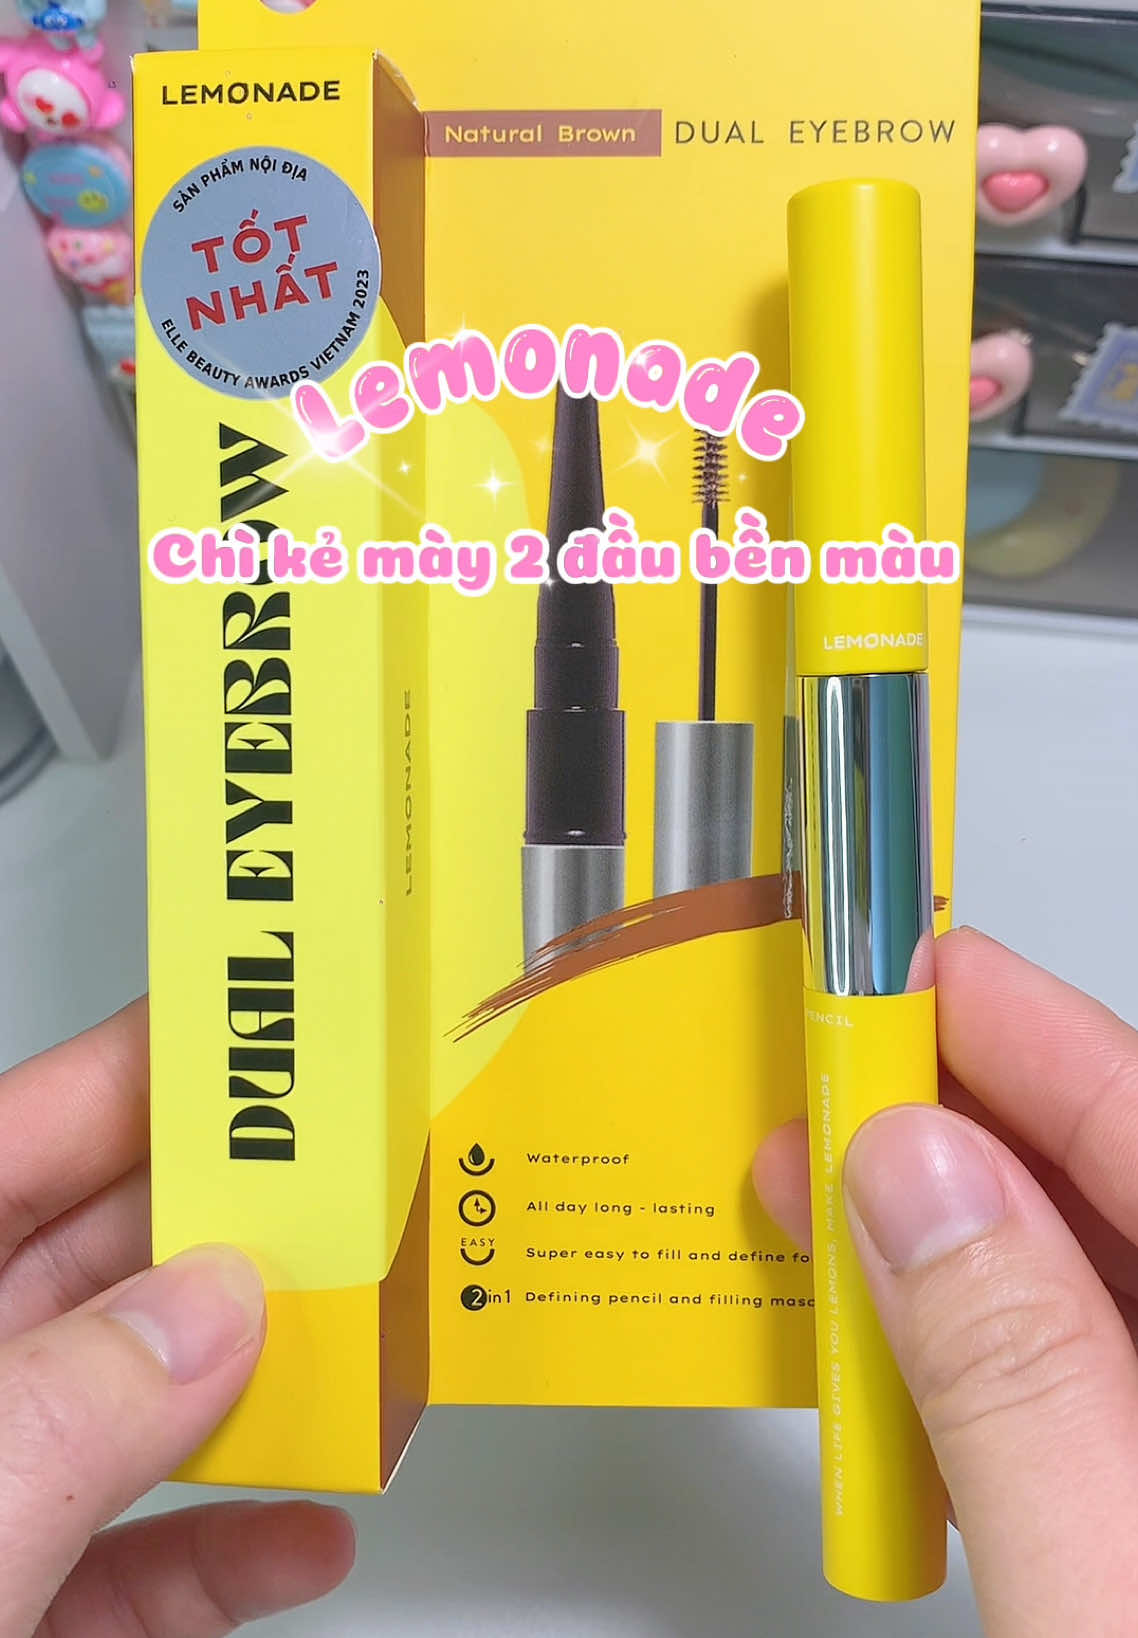 LEMONADE
SẢN PHẨM NỘI ĐỊA
TỐT
NHẤT
ELLE BEAUTY AWARDS VIETNAM 2023
DUAL EYEBROW
LEMONADE
Natural Brown DUAL EYEBROW
Lemonade
Chì kẻ mày 2 đầu bền màu
LEMONADE
PENCIL
WHEN LIFE GIVES YOU LEMONS, MAKE LEMONADE
Waterproof
All day long - lasting
EASY Super easy to fill and define fo
2in1 Defining pencil and filling masc